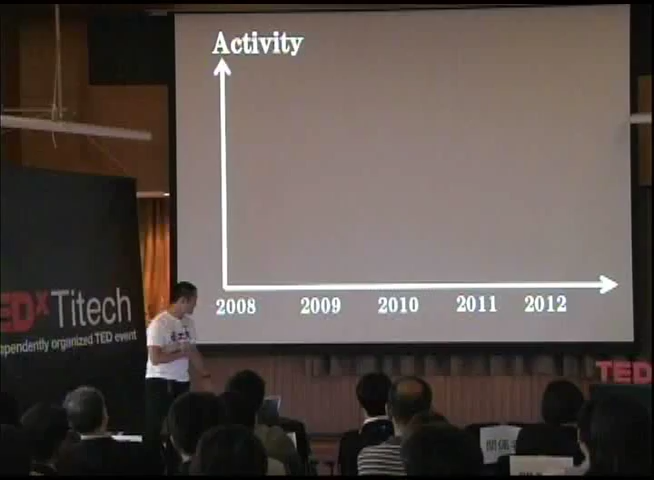 Activity
2008 2009 2010 2011 2012
EDxTitech
ependently organized TED event
TED